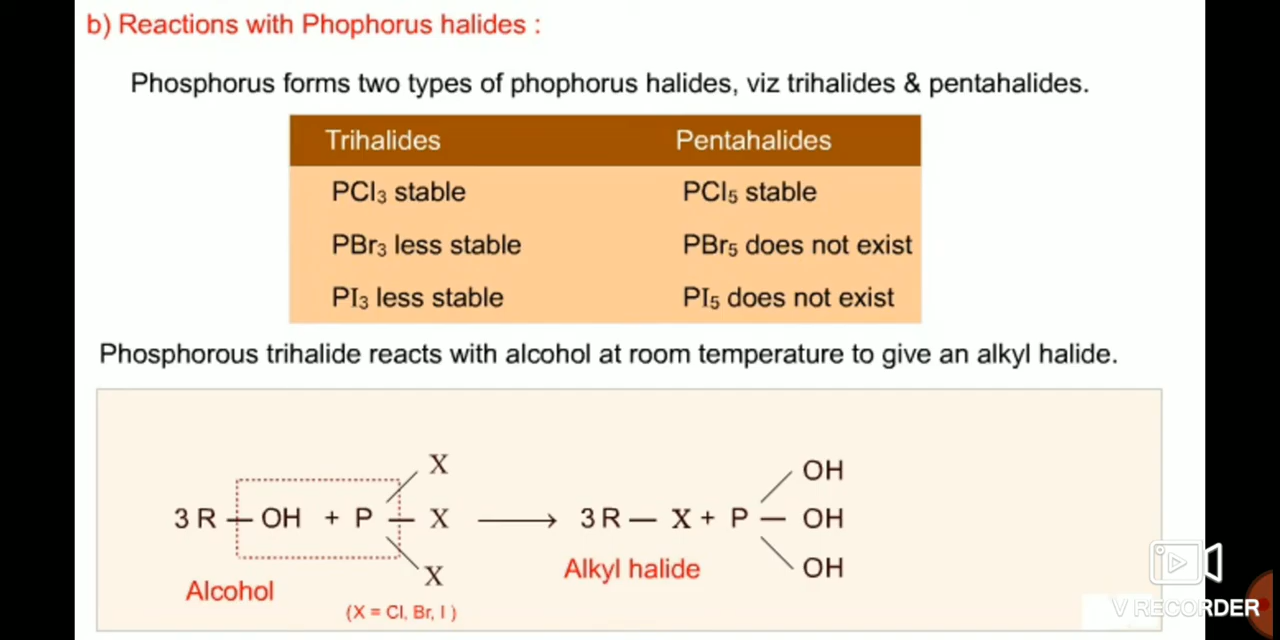 b) Reactions with Phophorus halides :
Phosphorus forms two types of phophorus halides, viz trihalides & pentahalides.
Trihalides Pentahalides
PCl₃ stable PCl₅ stable
PBr₃ less stable PBr₅ does not exist
PI₃ less stable PI₅ does not exist
Phosphorous trihalide reacts with alcohol at room temperature to give an alkyl halide.
X OH
3 R — OH + P — X ⟶ 3 R — X + P — OH
X OH
Alcohol Alkyl halide
(X = Cl, Br, I )
V RECORDER